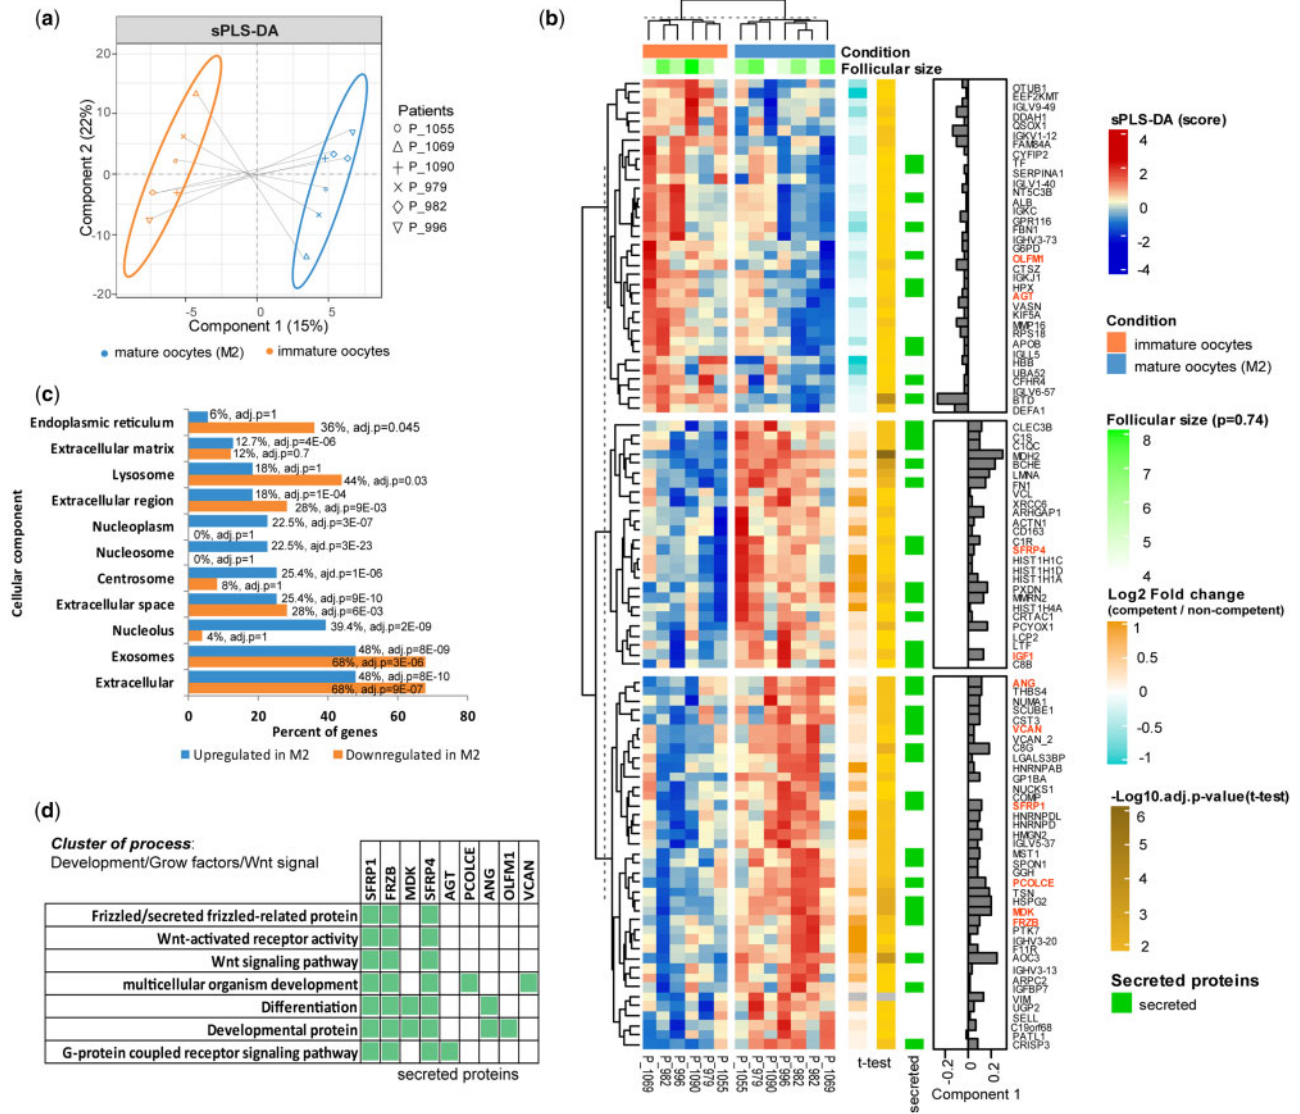 (a)
sPLS-DA
20
10
0
-10
-20
-5
0
5
Component 2 (22%)
Component 1 (15%)
Patients
P_1055
P_1069
P_1090
P_979
P_982
P_996
mature oocytes (M2)
immature oocytes
(b)
Condition
Follicular size
OTUB1
EEF2KMT
IGLV9-49
DDAH1
QSOX1
IGKV1-12
FAM84A
CYFIP2
TF
SERPINA1
IGLV1-40
NT5C3B
ALB
IGKC
GPR116
FBN1
IGHV3-73
G6PD
OLFM1
CTSZ
IGKJ1
HPX
AGT
VASN
KIF5A
MMP16
RPS18
APOB
IGLL5
HBB
UBA52
CFHR4
IGLV6-57
BTD
DEFA1
CLEC3B
C1S
C1QC
MDH2
BCHE
LMNA
FN1
VCL
XRCC6
ARHGAP1
ACTN1
CD163
C1R
SFRP4
HIST1H1C
HIST1H1D
HIST1H1A
PXDN
MMRN2
HIST1H4A
CRTAC1
PCYOX1
LCP2
LTF
IGF1
C8B
ANG
THBS4
NUMA1
SCUBE1
CST3
VCAN
VCAN_2
C8G
LGALS3BP
HNRNPAB
GP1BA
NUCKS1
COMP
SFRP1
HNRNPDL
HNRNPD
HMGN2
IGLV5-37
MST1
SPON1
GGH
PCOLCE
TSN
HSPG2
MDK
FRZB
PTK7
IGHV3-20
F11R
AOC3
IGHV3-13
ARPC2
IGFBP7
VIM
UGP2
SELL
C19orf68
PATL1
CRISP3
P_1069
P_982
P_996
P_1090
P_979
P_1055
P_1055
P_979
P_1090
P_996
P_982
P_982
P_1069
t-test
secreted
-0.2
0
0.2
Component 1
sPLS-DA (score)
4
2
0
-2
-4
Condition
immature oocytes
mature oocytes (M2)
Follicular size (p=0.74)
8
7
6
5
4
Log2 Fold change
(competent / non-competent)
1
0.5
0
-0.5
-1
-Log10.adj.p-value(t-test)
6
5
4
3
2
Secreted proteins
secreted
(c)
Cellular component
Endoplasmic reticulum
6%, adj.p=1
36%, adj.p=0.045
Extracellular matrix
12.7%, adj.p=4E-06
12%, adj.p=0.7
Lysosome
18%, adj.p=1
44%, adj.p=0.03
Extracellular region
18%, adj.p=1E-04
28%, adj.p=9E-03
Nucleoplasm
22.5%, adj.p=3E-07
0%, adj.p=1
Nucleosome
22.5%, ajd.p=3E-23
0%, adj.p=1
Centrosome
25.4%, ajd.p=1E-06
8%, adj.p=1
Extracellular space
25.4%, adj.p=9E-10
28%, adj.p=6E-03
Nucleolus
39.4%, adj.p=2E-09
4%, adj.p=1
Exosomes
48%, adj.p=8E-09
68%, adj.p=3E-06
Extracellular
48%, adj.p=8E-10
68%, adj.p=9E-07
0
20
40
60
80
Percent of genes
Upregulated in M2
Downregulated in M2
(d)
Cluster of process:
Development/Grow factors/Wnt signal
SFRP1
FRZB
MDK
SFRP4
AGT
PCOLCE
ANG
OLFM1
VCAN
Frizzled/secreted frizzled-related protein
Wnt-activated receptor activity
Wnt signaling pathway
multicellular organism development
Differentiation
Developmental protein
G-protein coupled receptor signaling pathway
secreted proteins